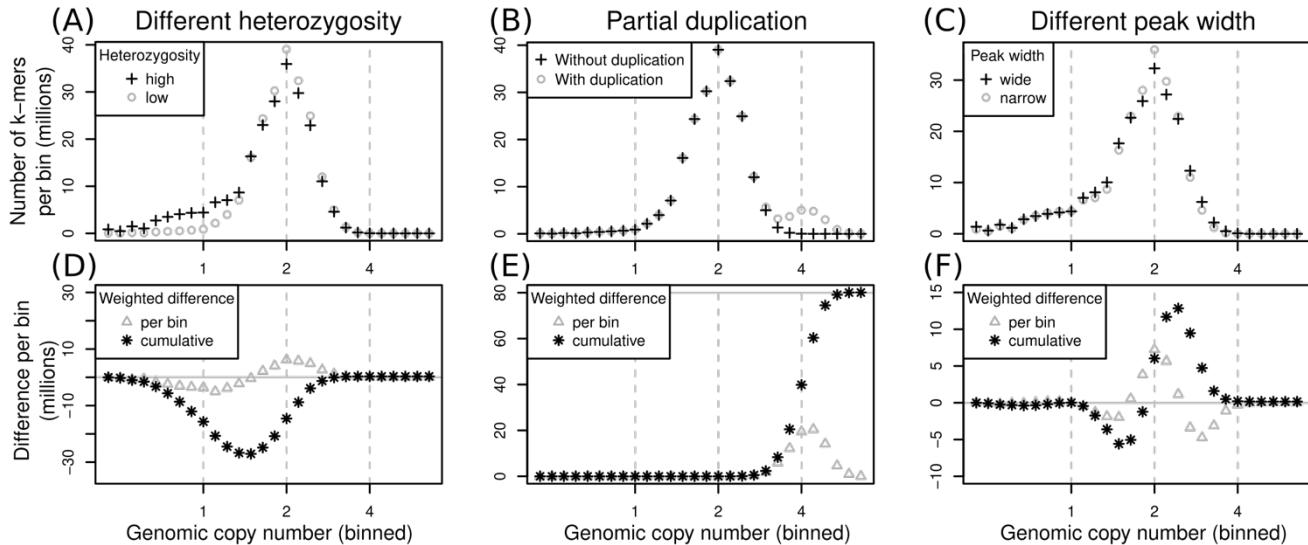 (A) Different heterozygosity
Number of k-mers
per bin (millions)
40
30
20
10
0
Heterozygosity
high
low
1 2 4
(B) Partial duplication
40
30
20
10
0
Without duplication
With duplication
1 2 4
(C) Different peak width
30
20
10
0
Peak width
wide
narrow
1 2 4
(D)
Difference per bin
(millions)
30
10
-10
-30
Weighted difference
per bin
cumulative
1 2 4
Genomic copy number (binned)
(E)
80
60
40
20
0
Weighted difference
per bin
cumulative
1 2 4
Genomic copy number (binned)
(F)
15
10
5
0
-5
-10
Weighted difference
per bin
cumulative
1 2 4
Genomic copy number (binned)